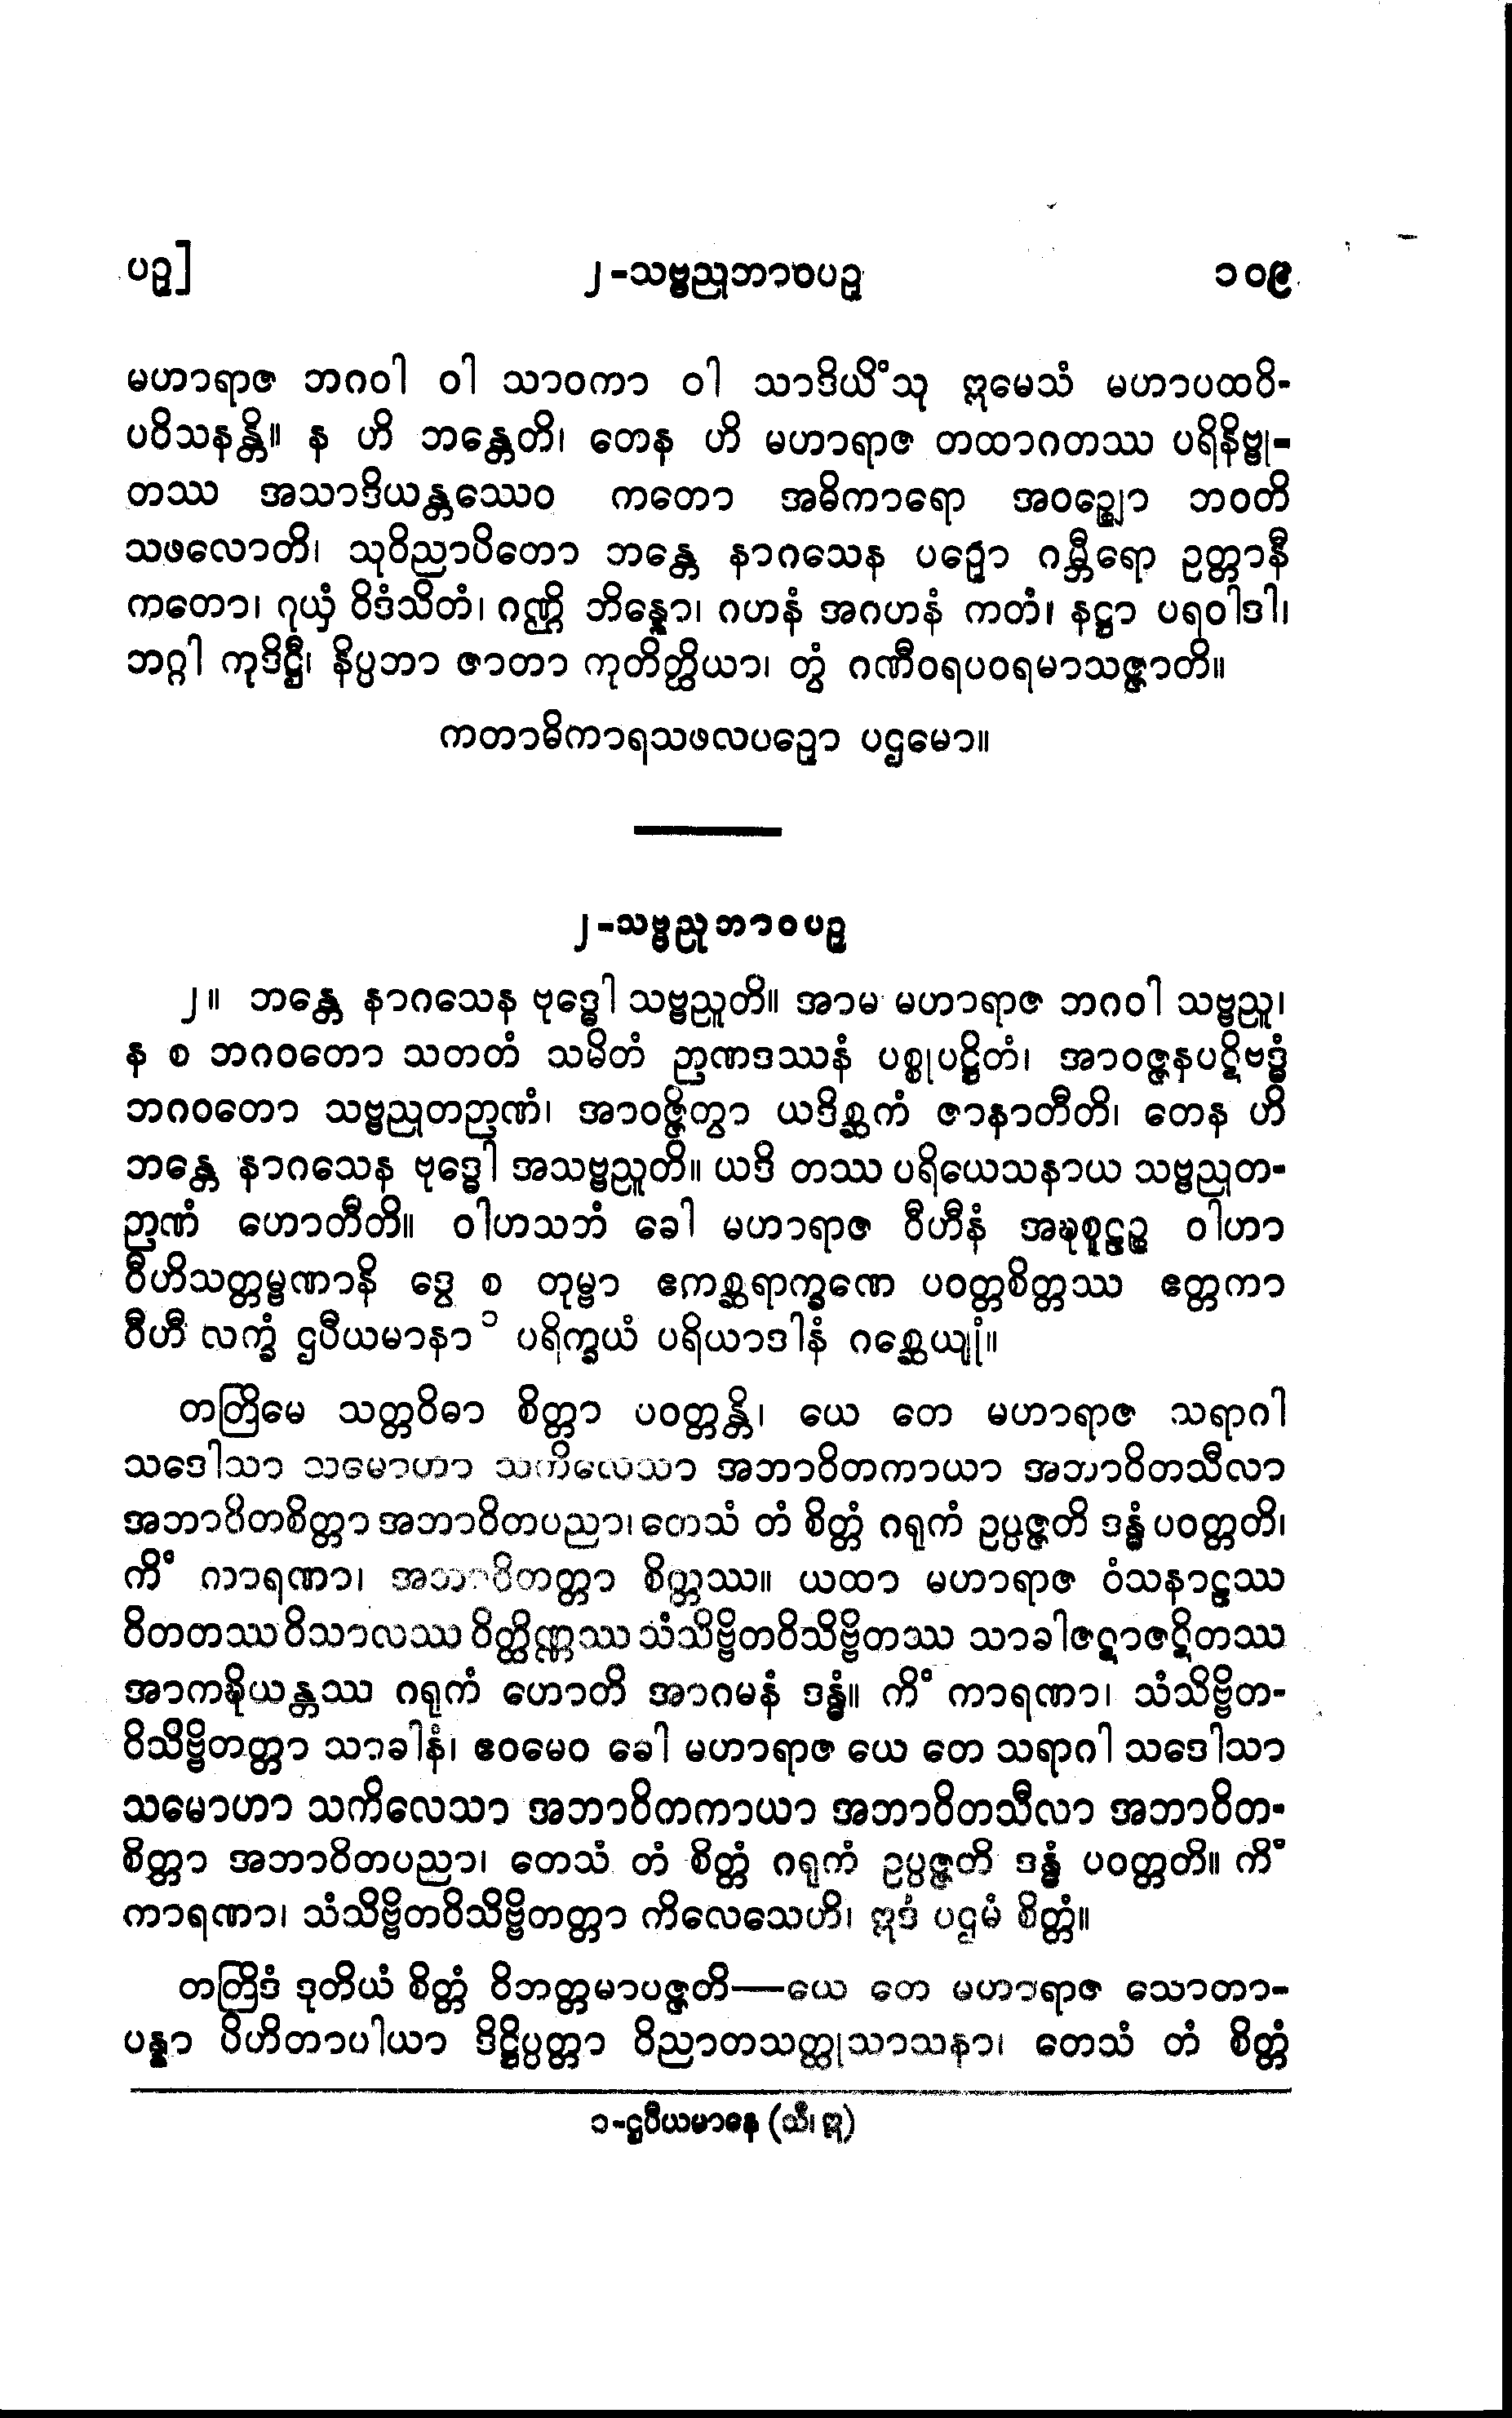 ပဉှ]
၂-သဗ္ဗညုဘာဝပဉှ
၁၀၉
မဟာရာဇ ဘဂဝါ ဝါ သာဝကာ ဝါ သာဒိယိံသု ဣမေသံ မဟာပထဝိ-
ပဝိသနန္တိ။ န ဟိ ဘန္တေတိ၊ တေန ဟိ မဟာရာဇ တထာဂတဿ ပရိနိဗ္ဗု-
တဿ အသာဒိယန္တဿေဝ ကတော အဓိကာရော အဝဉ္ဈော ဘဝတိ
သဖလောတိ၊ သုဝိညာပိတော ဘန္တေ နာဂသေန ပဉှော ဂမ္ဘီရော ဥတ္တာနီ
ကတော၊ ဂုယှံ ဝိဒံသိတံ၊ ဂဏ္ဌိ ဘိန္နော၊ ဂဟနံ အဂဟနံ ကတံ၊ နဋ္ဌာ ပရဝါဒါ၊
ဘဂ္ဂါ ကုဒိဋ္ဌီ၊ နိပ္ပဘာ ဇာတာ ကုတိတ္ထိယာ၊ တွံ ဂဏီဝရပဝရမာသဇ္ဇာတိ။
ကတာဓိကာရသဖလပဉှော ပဌမော။
၂-သဗ္ဗညုဘာဝပဉှ
၂။ ဘန္တေ နာဂသေန ဗုဒ္ဓေါ သဗ္ဗညူတိ။ အာမ မဟာရာဇ ဘဂဝါ သဗ္ဗညူ၊
န စ ဘဂဝတော သတတံ သမိတံ ဉာဏဒဿနံ ပစ္စုပဋ္ဌိတံ၊ အာဝဇ္ဇနပဋိဗဒ္ဓံ
ဘဂဝတော သဗ္ဗညုတဉာဏံ၊ အာဝဇ္ဇိတွာ ယဒိစ္ဆကံ ဇာနာတီတိ၊ တေန ဟိ
ဘန္တေ နာဂသေန ဗုဒ္ဓေါ အသဗ္ဗညူတိ။ ယဒိ တဿ ပရိယေသနာယ သဗ္ဗညုတ-
ဉာဏံ ဟောတီတိ။ ဝါဟသတံ ခေါ မဟာရာဇ ဝီဟီနံ အဍ္ဎစူဠဉ္စ ဝါဟာ
ဝီဟိသတ္တမ္ဗဏာနိ ဒွေ စ တုမ္ဗာ ဧကစ္ဆရာက္ခဏေ ပဝတ္တစိတ္တဿ ဧတ္တကာ
ဝီဟီ လက္ခံ ဌပီယမာနာ ၁ ပရိက္ခယံ ပရိယာဒါနံ ဂစ္ဆေယျုံ။
တတြိမေ သတ္တဝိဓာ စိတ္တာ ပဝတ္တန္တိ၊ ယေ တေ မဟာရာဇ သရာဂါ
သဒေါသာ သမောဟာ သကိလေသာ အဘာဝိတကာယာ အဘာဝိတသီလာ
အဘာဝိတစိတ္တာ အဘာဝိတပညာ၊ တေသံ တံ စိတ္တံ ဂရုကံ ဥပ္ပဇ္ဇတိ ဒန္ဓံ ပဝတ္တတိ၊
ကိံ ကာရဏာ၊ အဘာဝိတတ္တာ စိတ္တဿ။ ယထာ မဟာရာဇ ဝံသနာဠဿ
ဝိတတဿ ဝိသာလဿ ဝိတ္ထိဏ္ဏဿ သံသိဗ္ဗိတဝိသိဗ္ဗိတဿ သာခါဇဋာဇဋိတဿ
အာကဍ္ဎိယန္တဿ ဂရုကံ ဟောတိ အာဂမနံ ဒန္ဓံ။ ကိံ ကာရဏာ၊ သံသိဗ္ဗိတ-
ဝိသိဗ္ဗိတတ္တာ သာခါနံ၊ ဧဝမေဝ ခေါ မဟာရာဇ ယေ တေ သရာဂါ သဒေါသာ
သမောဟာ သကိလေသာ အဘာဝိတကာယာ အဘာဝိတသီလာ အဘာဝိတ-
စိတ္တာ အဘာဝိတပညာ၊ တေသံ တံ စိတ္တံ ဂရုကံ ဥပ္ပဇ္ဇတိ ဒန္ဓံ ပဝတ္တတိ။ ကိံ
ကာရဏာ၊ သံသိဗ္ဗိတဝိသိဗ္ဗိတတ္တာ ကိလေသေဟိ၊ ဣဒံ ပဌမံ စိတ္တံ။
တတြိဒံ ဒုတိယံ စိတ္တံ ဝိဘတ္တမာပဇ္ဇတိ—ယေ တေ မဟာရာဇ သောတာ-
ပန္နာ ပိဟိတာပါယာ ဒိဋ္ဌိပ္ပတ္တာ ဝိညာတသတ္ထုသာသနာ၊ တေသံ တံ စိတ္တံ
၁-ဌပီယမာနေ (သီ၊ ဣ)